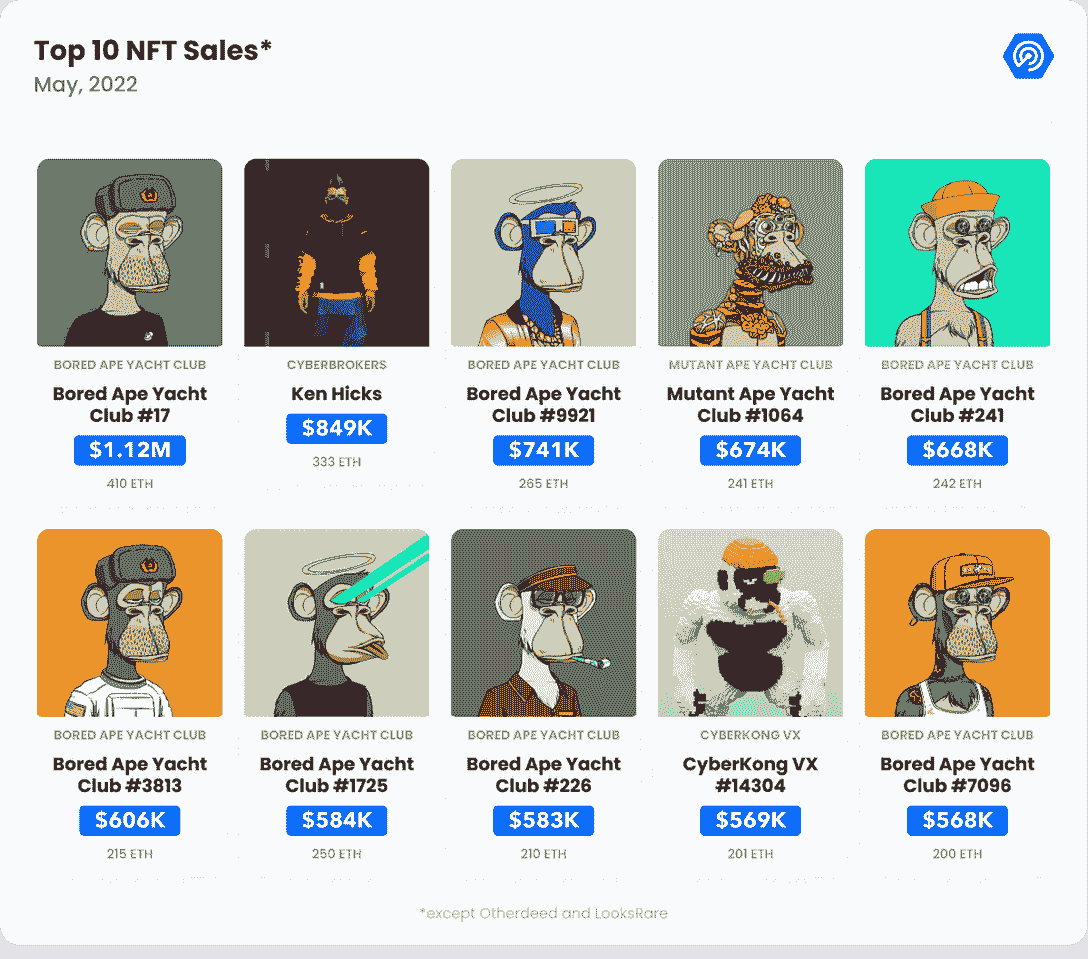 Top 10 NFT Sales*
May, 2022
BORED APE YACHT CLUB
Bored Ape Yacht
Club #17
$1.12M
410 ETH
CYBERBROKERS
Ken Hicks
$849K
333 ETH
BORED APE YACHT CLUB
Bored Ape Yacht
Club #9921
$741K
265 ETH
MUTANT APE YACHT CLUB
Mutant Ape Yacht
Club #1064
$674K
241 ETH
BORED APE YACHT CLUB
Bored Ape Yacht
Club #241
$668K
242 ETH
BORED APE YACHT CLUB
Bored Ape Yacht
Club #3813
$606K
215 ETH
BORED APE YACHT CLUB
Bored Ape Yacht
Club #1725
$584K
250 ETH
BORED APE YACHT CLUB
Bored Ape Yacht
Club #226
$583K
210 ETH
CYBERKONG VX
CyberKong VX
#14304
$569K
201 ETH
BORED APE YACHT CLUB
Bored Ape Yacht
Club #7096
$568K
200 ETH
*except Otherdeed and LooksRare